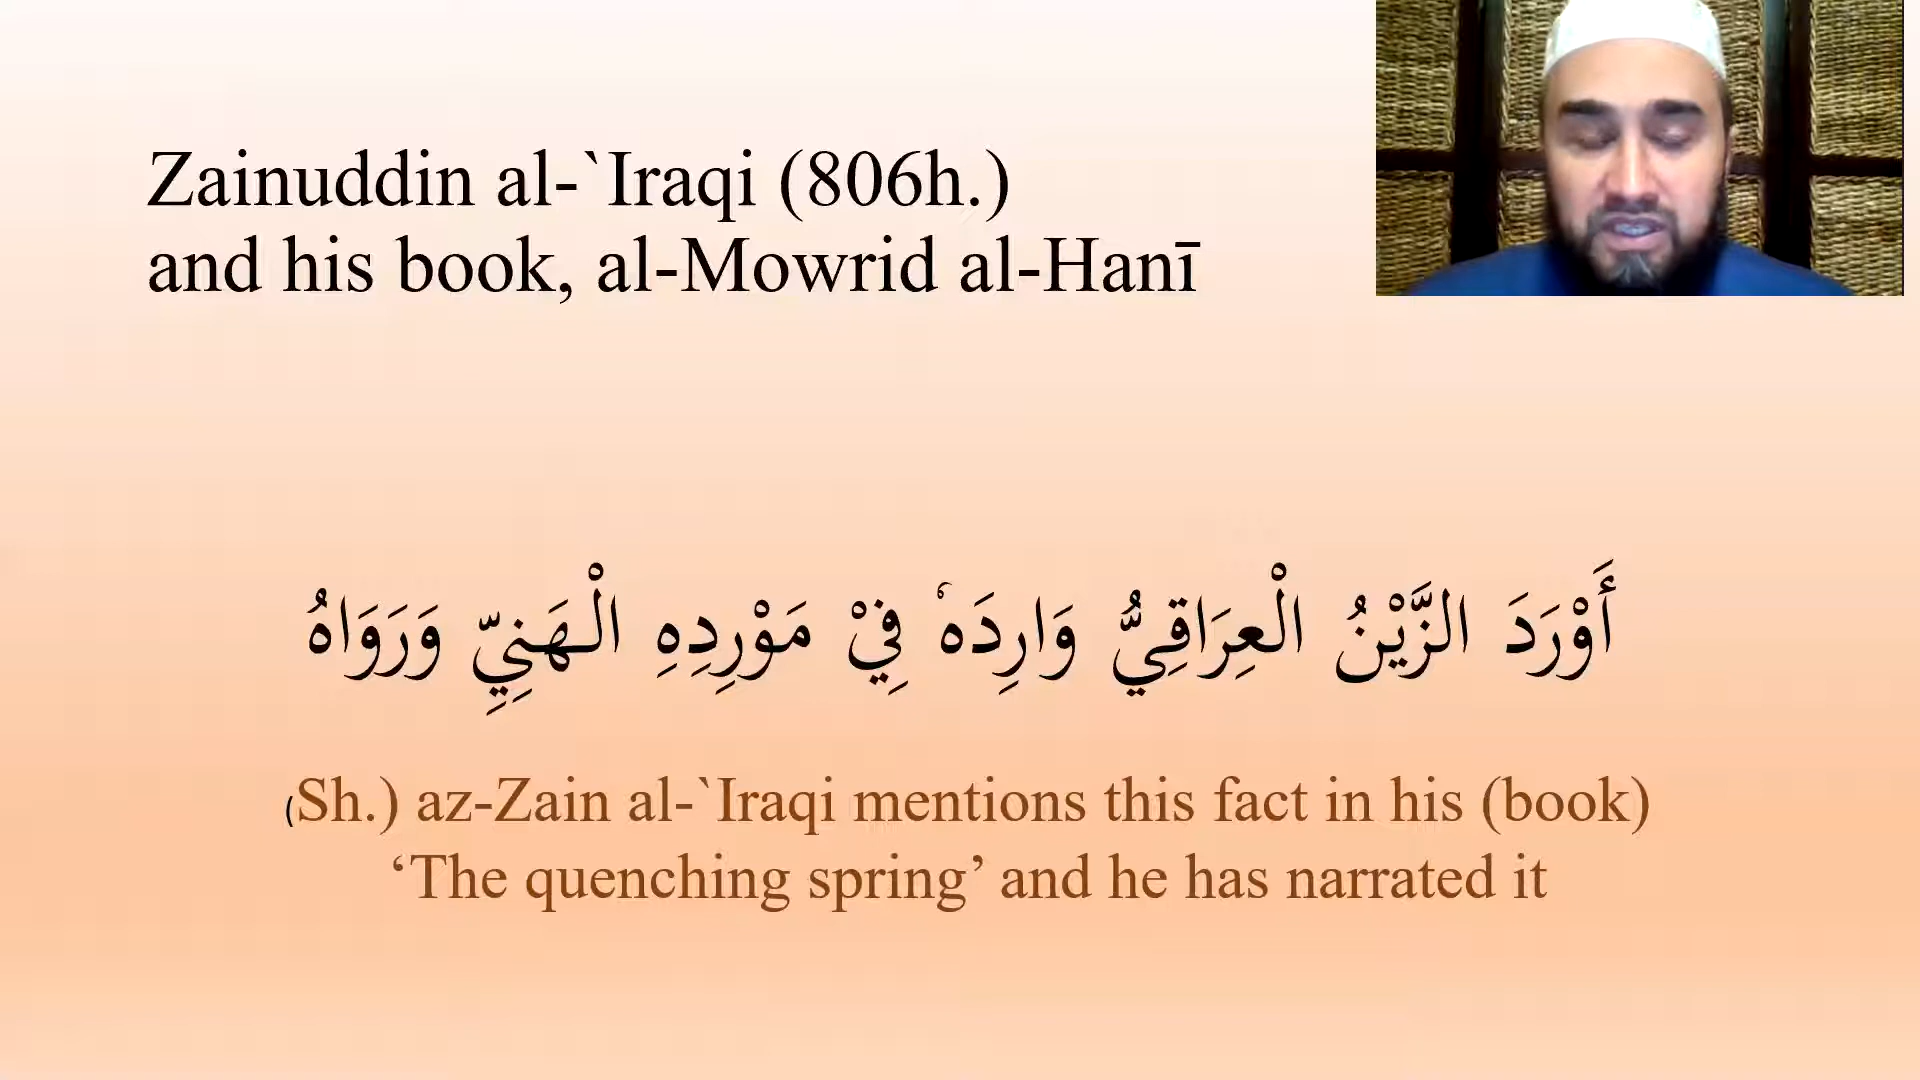 Zainuddin al-`Iraqi (806h.)
and his book, al-Mowrid al-Hanī
أَوْرَدَ الزَّيْنُ الْعِرَاقِيُّ وَارِدَهٗ فِيْ مَوْرِدِهِ الْهَنِيِّ وَرَوَاهُ
(Sh.) az-Zain al-`Iraqi mentions this fact in his (book)
‘The quenching spring’ and he has narrated it